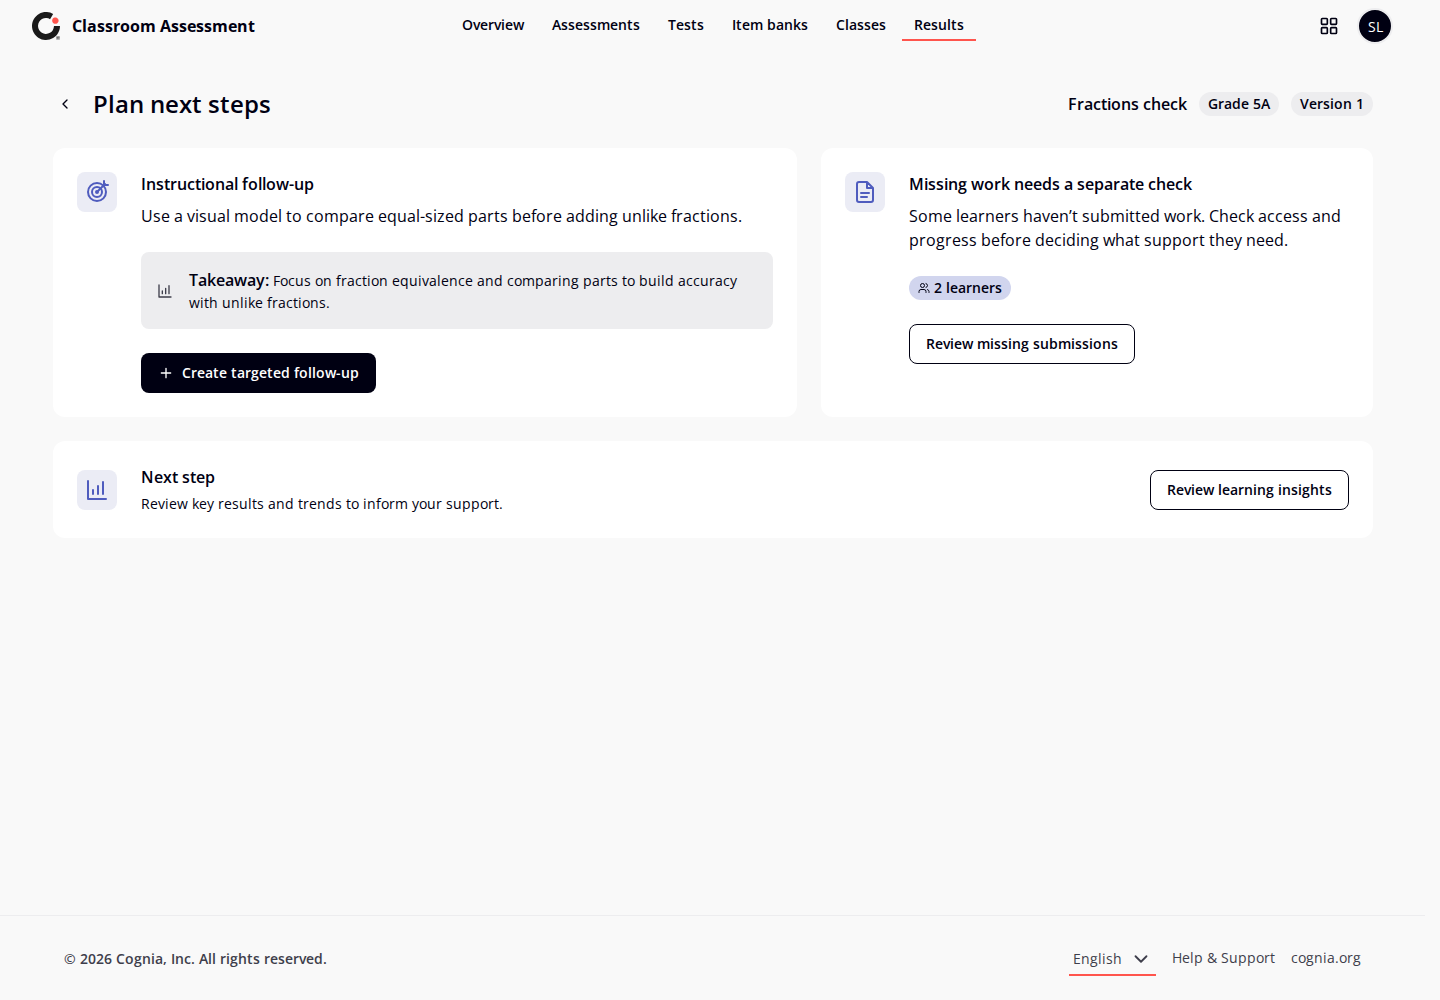 Classroom Assessment
Overview
Assessments
Tests
Item banks
Classes
Results
SL
Plan next steps
Fractions check
Grade 5A
Version 1
Instructional follow-up
Use a visual model to compare equal-sized parts before adding unlike fractions.
Takeaway: Focus on fraction equivalence and comparing parts to build accuracy
with unlike fractions.
Create targeted follow-up
Missing work needs a separate check
Some learners haven’t submitted work. Check access and
progress before deciding what support they need.
2 learners
Review missing submissions
Next step
Review key results and trends to inform your support.
Review learning insights
© 2026 Cognia, Inc. All rights reserved.
English
Help & Support
cognia.org